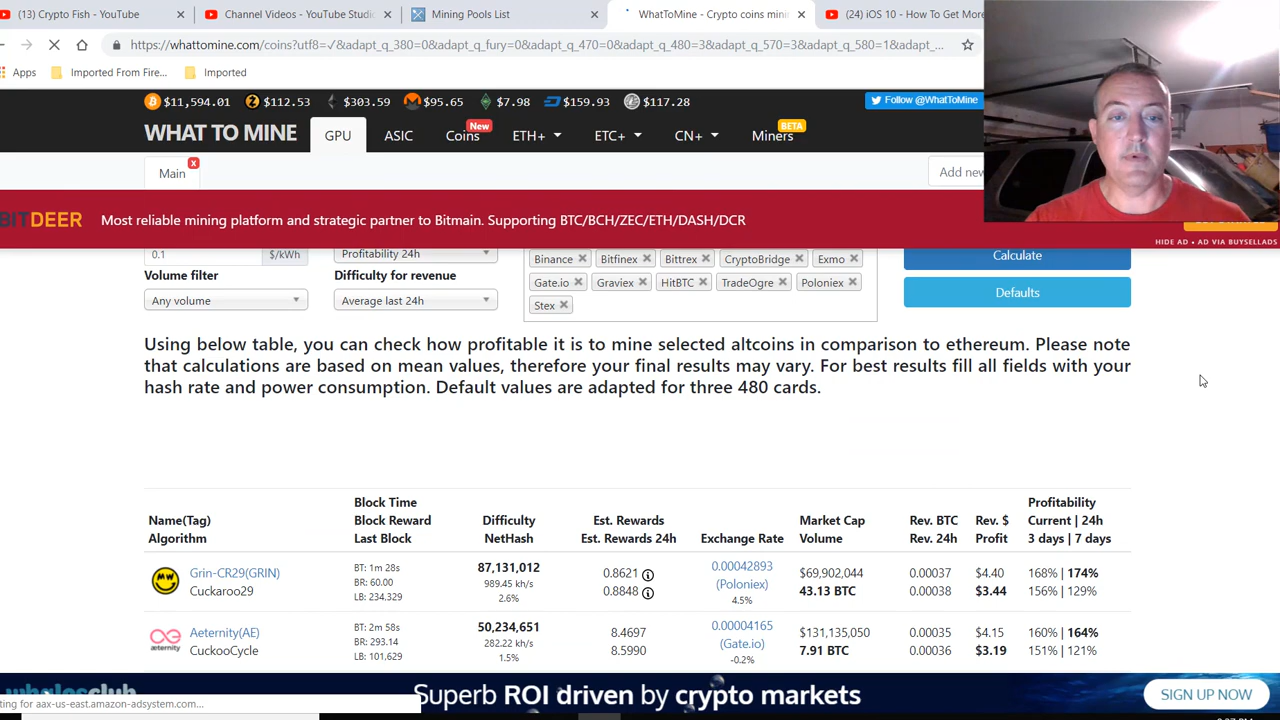 (13) Crypto Fish - YouTube
Channel Videos - YouTube Studio
Mining Pools List
WhatToMine - Crypto coins mini
(24) iOS 10 - How To Get More
https://whattomine.com/coins?utf8=✓&adapt_q_380=0&adapt_q_fury=0&adapt_q_470=0&adapt_q_480=3&adapt_q_570=3&adapt_q_580=1&adapt_...
Apps Imported From Fire... Imported
$11,594.01 $112.53 $303.59 $95.65 $7.98 $159.93 $117.28
Follow @WhatToMine
WHAT TO MINE GPU ASIC Coins New ETH+ ETC+ CN+ Miners BETA
Main x
Add new
BITDEER Most reliable mining platform and strategic partner to Bitmain. Supporting BTC/BCH/ZEC/ETH/DASH/DCR
HIDE AD • AD VIA BUYSELLADS
0.1 $/kWh Profitability 24h
Binance Bitfinex Bittrex CryptoBridge Exmo
Calculate
Volume filter Difficulty for revenue
Gate.io Graviex HitBTC TradeOgre Poloniex
Any volume Average last 24h
Defaults
Stex
Using below table, you can check how profitable it is to mine selected altcoins in comparison to ethereum. Please note
that calculations are based on mean values, therefore your final results may vary. For best results fill all fields with your
hash rate and power consumption. Default values are adapted for three 480 cards.
Block Time Profitability
Name(Tag) Block Reward Difficulty Est. Rewards Market Cap Rev. BTC Rev. $ Current | 24h
Algorithm Last Block NetHash Est. Rewards 24h Exchange Rate Volume Rev. 24h Profit 3 days | 7 days
Grin-CR29(GRIN) BT: 1m 28s 87,131,012 0.8621 0.00042893 $69,902,044 0.00037 $4.40 168% | 174%
Cuckaroo29 BR: 60.00 989.45 kh/s 0.8848 (Poloniex) 43.13 BTC 0.00038 $3.44 156% | 129%
LB: 234,329 2.6% 4.5%
Aeternity(AE) BT: 2m 58s 50,234,651 8.4697 0.00004165 $131,135,050 0.00035 $4.15 160% | 164%
æternity CuckooCycle BR: 293.14 282.22 kh/s 8.5990 (Gate.io) 7.91 BTC 0.00036 $3.19 151% | 121%
LB: 101,629 1.5% -0.2%
Superb ROI driven by crypto markets
SIGN UP NOW
ting for aax-us-east.amazon-adsystem.com...